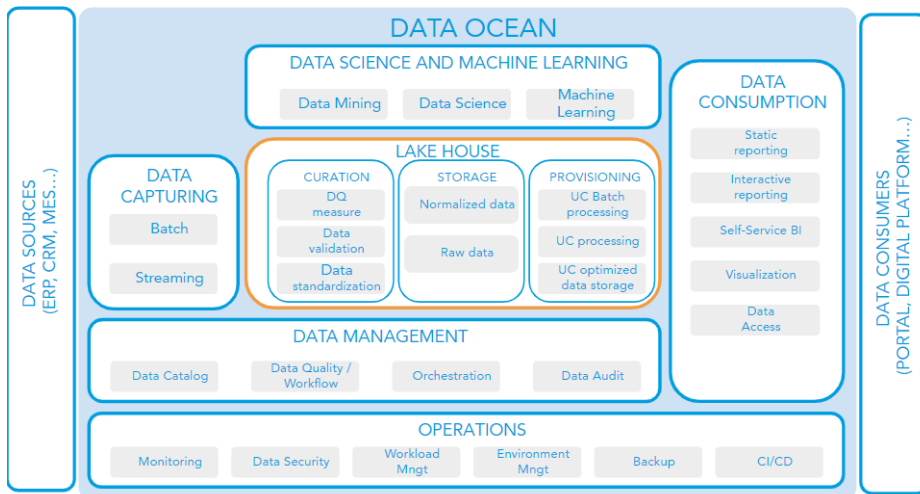 DATA OCEAN
DATA SOURCES
(ERP, CRM, MES...)
DATA SCIENCE AND MACHINE LEARNING
Data Mining
Data Science
Machine
Learning
DATA
CAPTURING
Batch
Streaming
LAKE HOUSE
CURATION
DQ
measure
Data
validation
Data
standardization
STORAGE
Normalized data
Raw data
PROVISIONING
UC Batch
processing
UC processing
UC optimized
data storage
DATA
CONSUMPTION
Static
reporting
Interactive
reporting
Self-Service BI
Visualization
Data
Access
DATA MANAGEMENT
Data Catalog
Data Quality /
Workflow
Orchestration
Data Audit
OPERATIONS
Monitoring
Data Security
Workload
Mngt
Environment
Mngt
Backup
CI/CD
DATA CONSUMERS
(PORTAL, DIGITAL PLATFORM...)